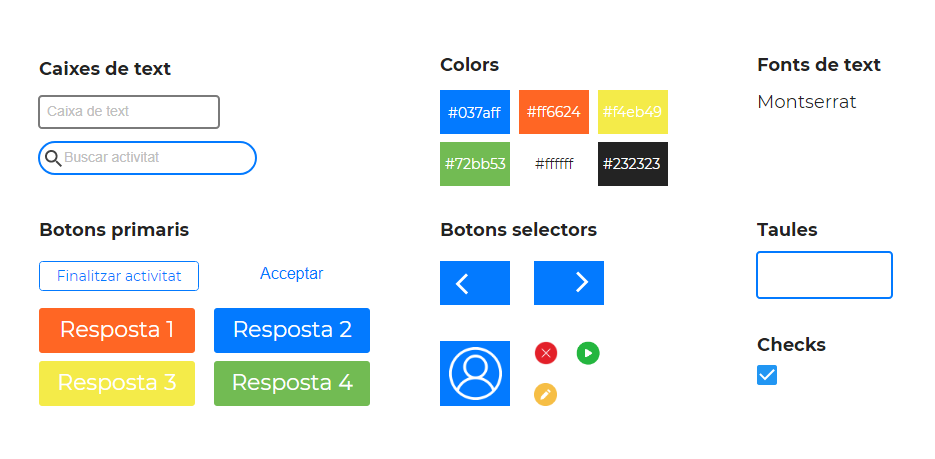 Caixes de text
Caixa de text
Buscar activitat
Colors
#037aff
#ff6624
#f4eb49
#72bb53
#ffffff
#232323
Fonts de text
Montserrat
Botons primaris
Finalitzar activitat
Acceptar
Resposta 1
Resposta 2
Resposta 3
Resposta 4
Botons selectors
Taules
Checks